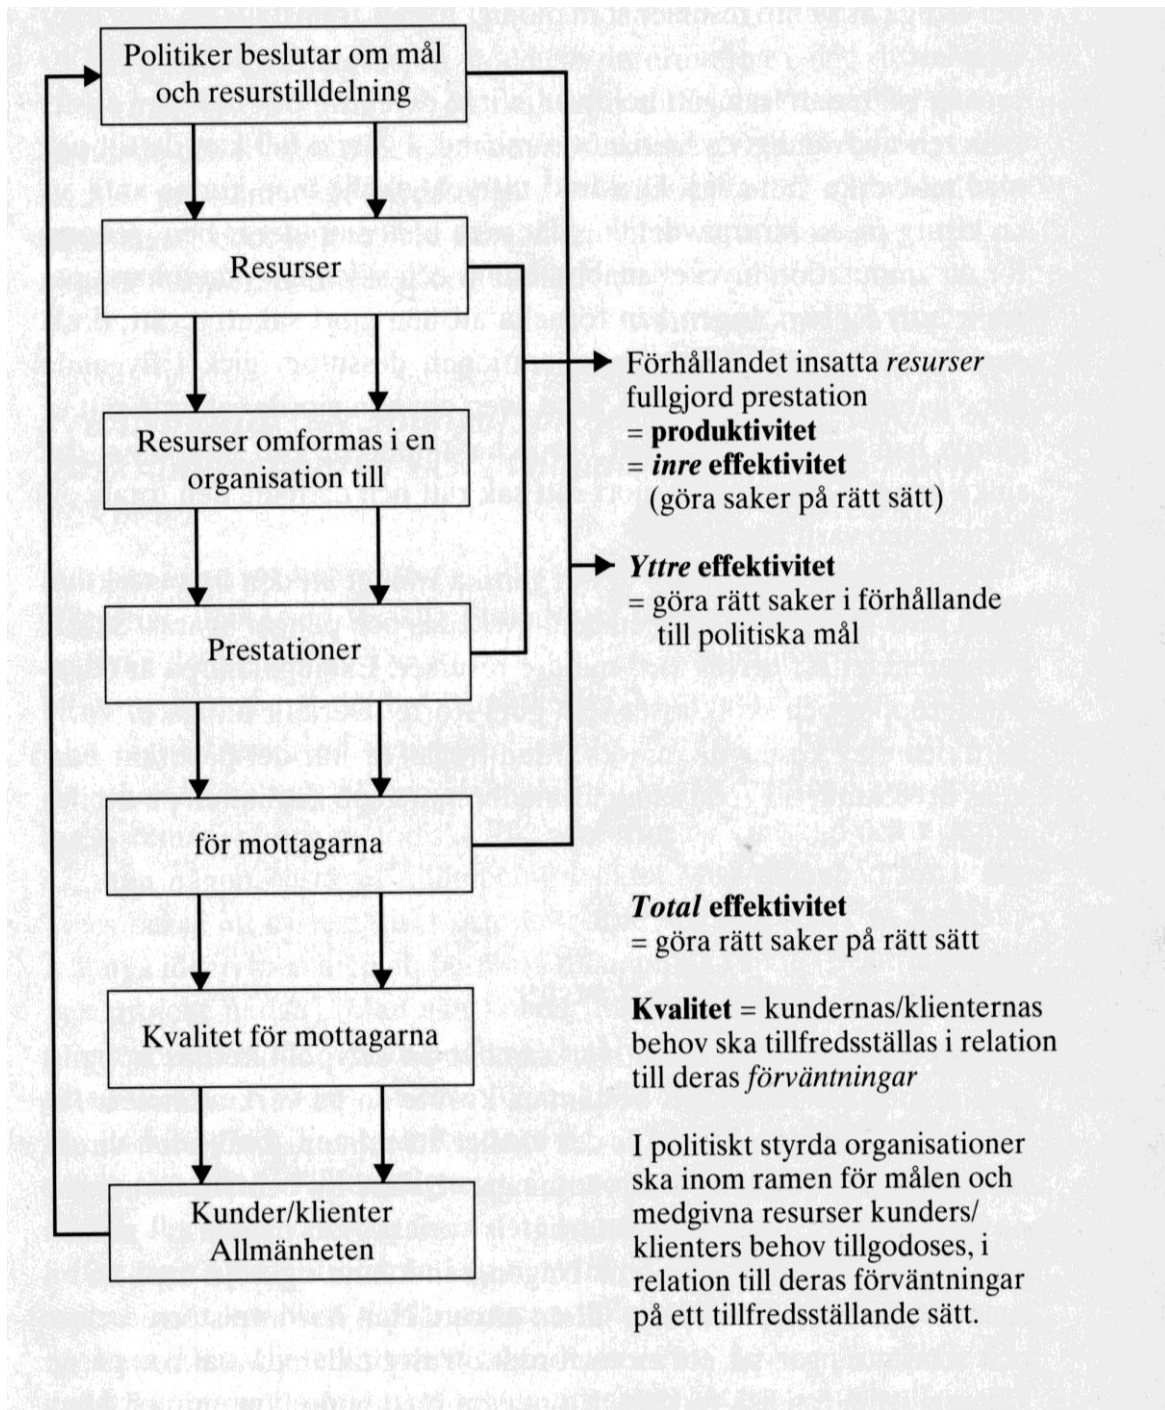 Politiker beslutar om mål
och resurstilldelning
Resurser
Resurser omformas i en
organisation till
Prestationer
för mottagarna
Kvalitet för mottagarna
Kunder/klienter
Allmänheten
Förhållandet insatta resurser
fullgjord prestation
= produktivitet
= inre effektivitet
(göra saker på rätt sätt)
Yttre effektivitet
= göra rätt saker i förhållande
till politiska mål
Total effektivitet
= göra rätt saker på rätt sätt
Kvalitet = kundernas/klienternas
behov ska tillfredsställas i relation
till deras förväntningar
I politiskt styrda organisationer
ska inom ramen för målen och
medgivna resurser kunders/
klienters behov tillgodoses, i
relation till deras förväntningar
på ett tillfredsställande sätt.